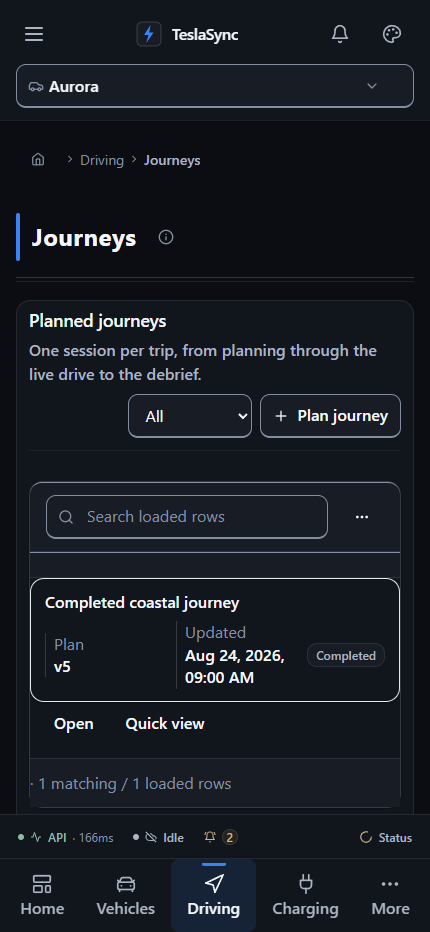 TeslaSync
Aurora
Driving
Journeys
Journeys
Planned journeys
One session per trip, from planning through the
live drive to the debrief.
All
Plan journey
Search loaded rows
Completed coastal journey
Plan
v5
Updated
Aug 24, 2026,
09:00 AM
Completed
Open
Quick view
· 1 matching / 1 loaded rows
API · 166ms
Idle
2
Status
Home
Vehicles
Driving
Charging
More